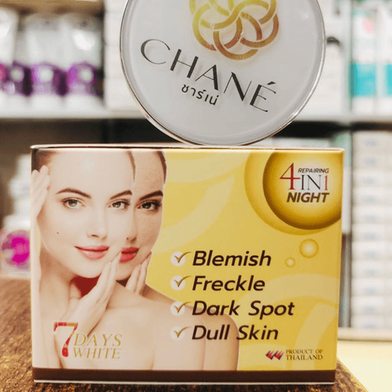 CHANÉ
ชาร์เน่
REPAIRING
4IN1
NIGHT
Blemish
Freckle
Dark Spot
Dull Skin
7 DAYS
WHITE
PRODUCT OF
THAILAND